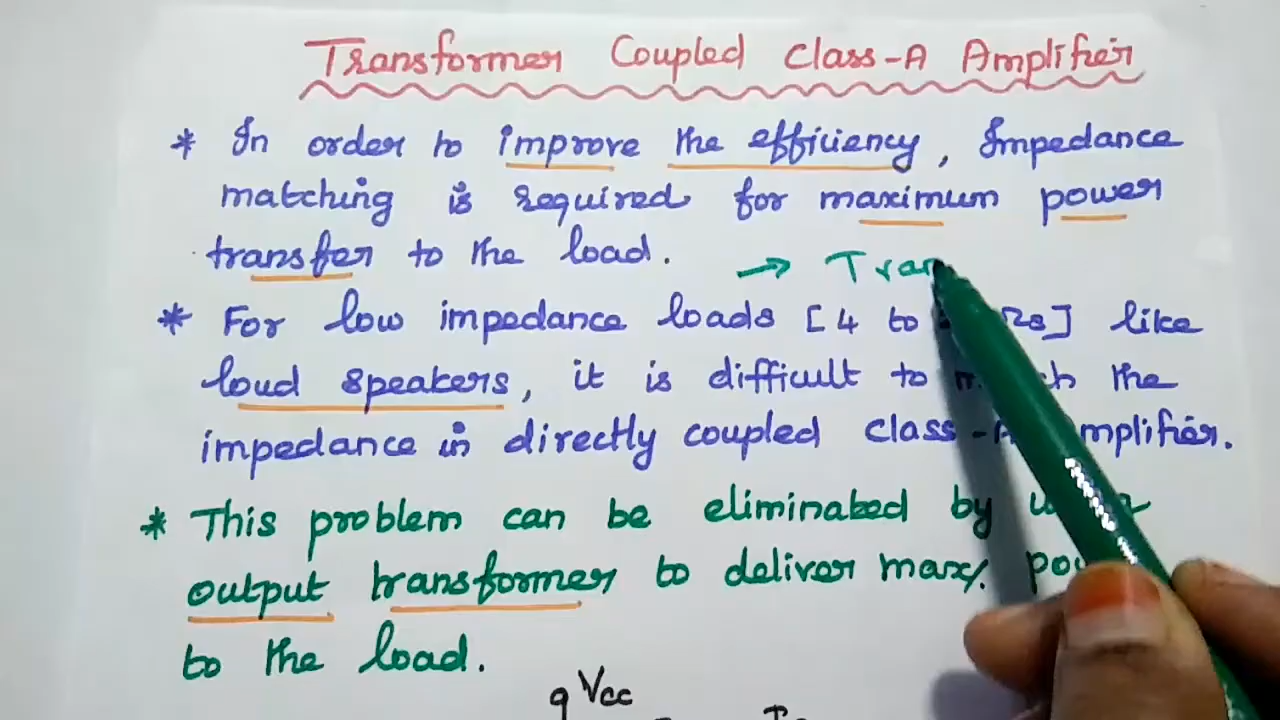 Transformer Coupled Class-A Amplifier
* In order to improve the efficiency, Impedance
matching is required for maximum power
transfer to the load.
→ Tran
* For low impedance loads [4 to
] like
loud speakers, it is difficult to
the
impedance in directly coupled class-A
amplifier.
* This problem can be eliminated by
output transformer to deliver max.
to the load.
Vcc